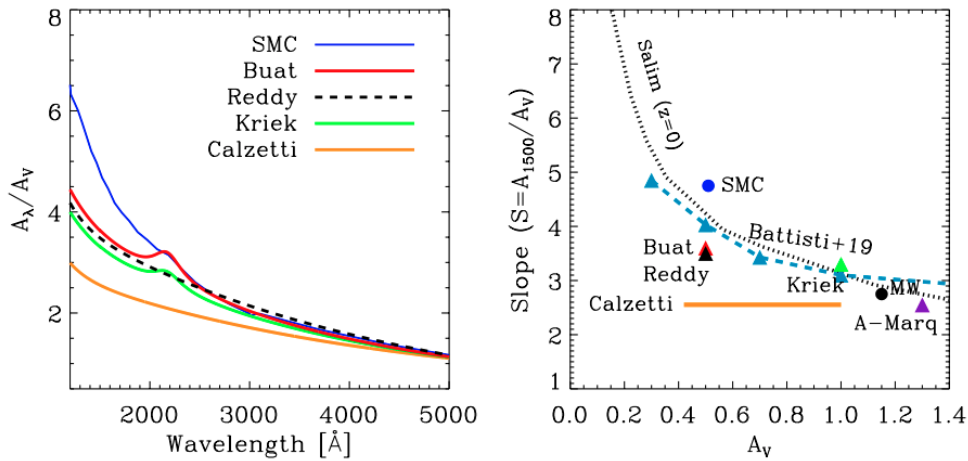 8
6
4
2
A_λ/A_V
2000 3000 4000 5000
Wavelength [Å]
SMC
Buat
Reddy
Kriek
Calzetti
8
7
6
5
4
3
2
1
Slope (S=A_1500/A_V)
0.0 0.2 0.4 0.6 0.8 1.0 1.2 1.4
A_V
Salim (z=0)
SMC
Battisti+19
Buat
Reddy
Kriek
MW
Calzetti
A-Marq